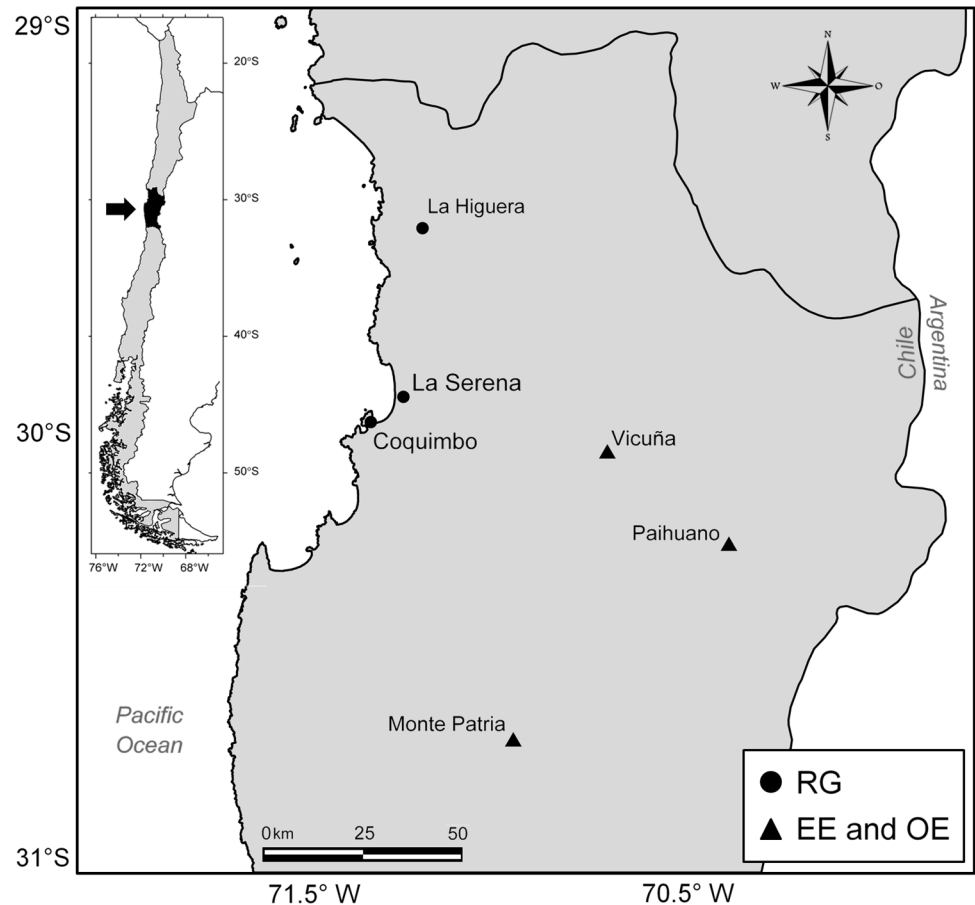 29°S
30°S
31°S
71.5° W
70.5° W
20°S
30°S
40°S
50°S
76°W
72°W
68°W
N
W
O
S
La Higuera
La Serena
Coquimbo
Vicuña
Paihuano
Monte Patria
Chile
Argentina
Pacific
Ocean
0km
25
50
RG
EE and OE